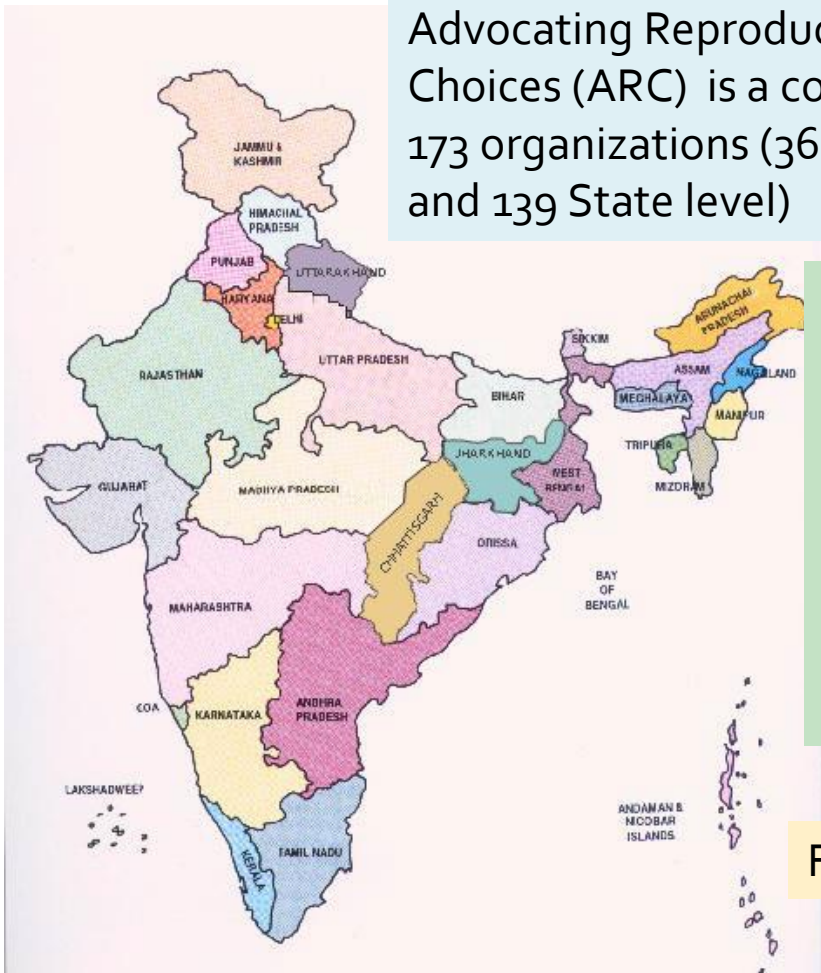 Advocating Reproduc
Choices (ARC) is a co
173 organizations (36
and 139 State level)
JAMMU &
KASHMIR
HIMACHAL
PRADESH
PUNJAB
UTTARAKHAND
HARYANA
DELHI
ARUNACHAL
PRADESH
SIKKIM
RAJASTHAN
UTTAR PRADESH
ASSAM
NAGALAND
BIHAR
MEGHALAYA
MANIPUR
JHARKHAND
TRIPURA
WEST
BENGAL
MIZORAM
GUJARAT
MADHYA PRADESH
CHHATTISGARH
ORISSA
BAY
OF
BENGAL
MAHARASHTRA
GOA
KARNATAKA
ANDHRA
PRADESH
LAKSHADWEEP
ANDAMAN &
NICOBAR
ISLANDS
KERALA
TAMIL NADU
F